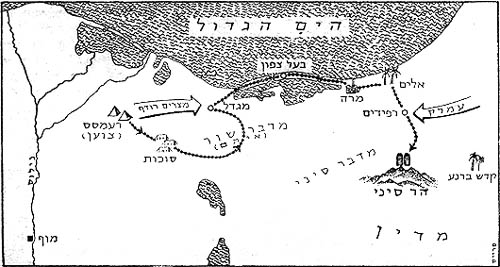 הים הגדול
בעל צפון
אלים
מרה
מגדל
מצרים רודף
רעמסס
(צוען)
סוכות
מדבר שור
(אתם)
רפידים
עמלק
מדבר סיני
הר סיני
קדש ברנע
מדין
נילוס
מוף